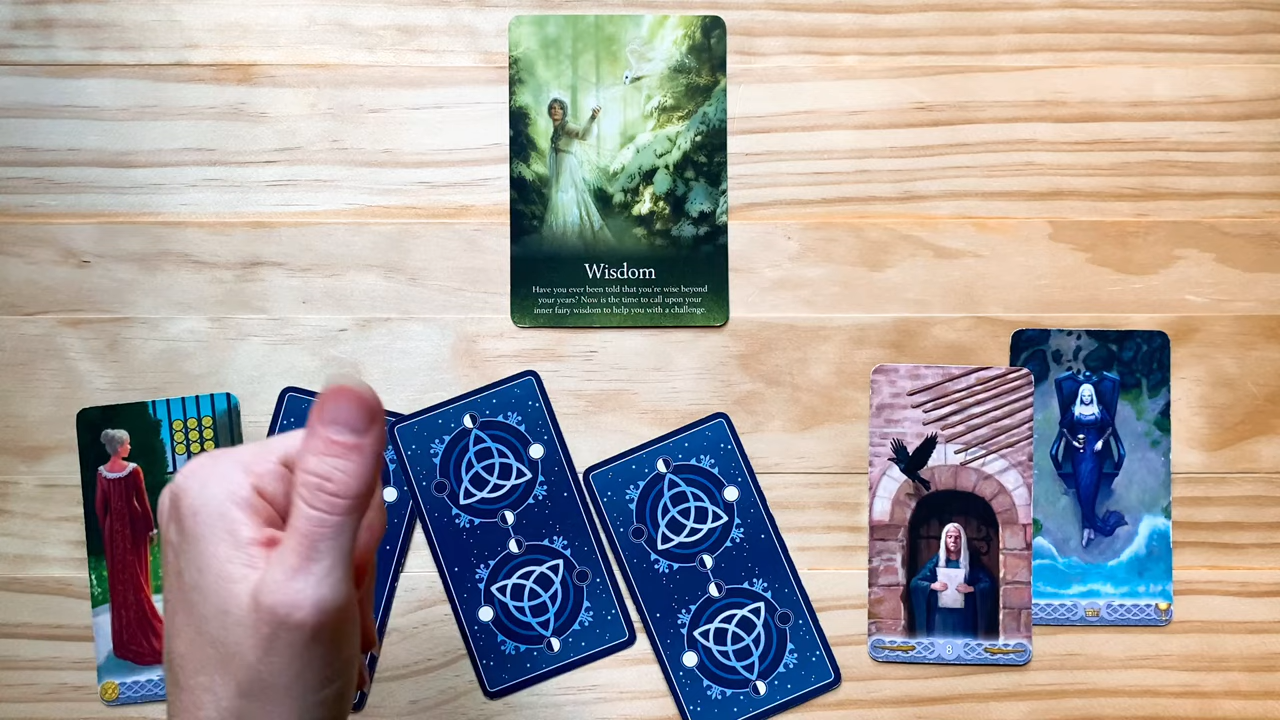 Wisdom
Have you ever been told that you're wise beyond
your years? Now is the time to call upon your
inner fairy wisdom to help you with a challenge.
8